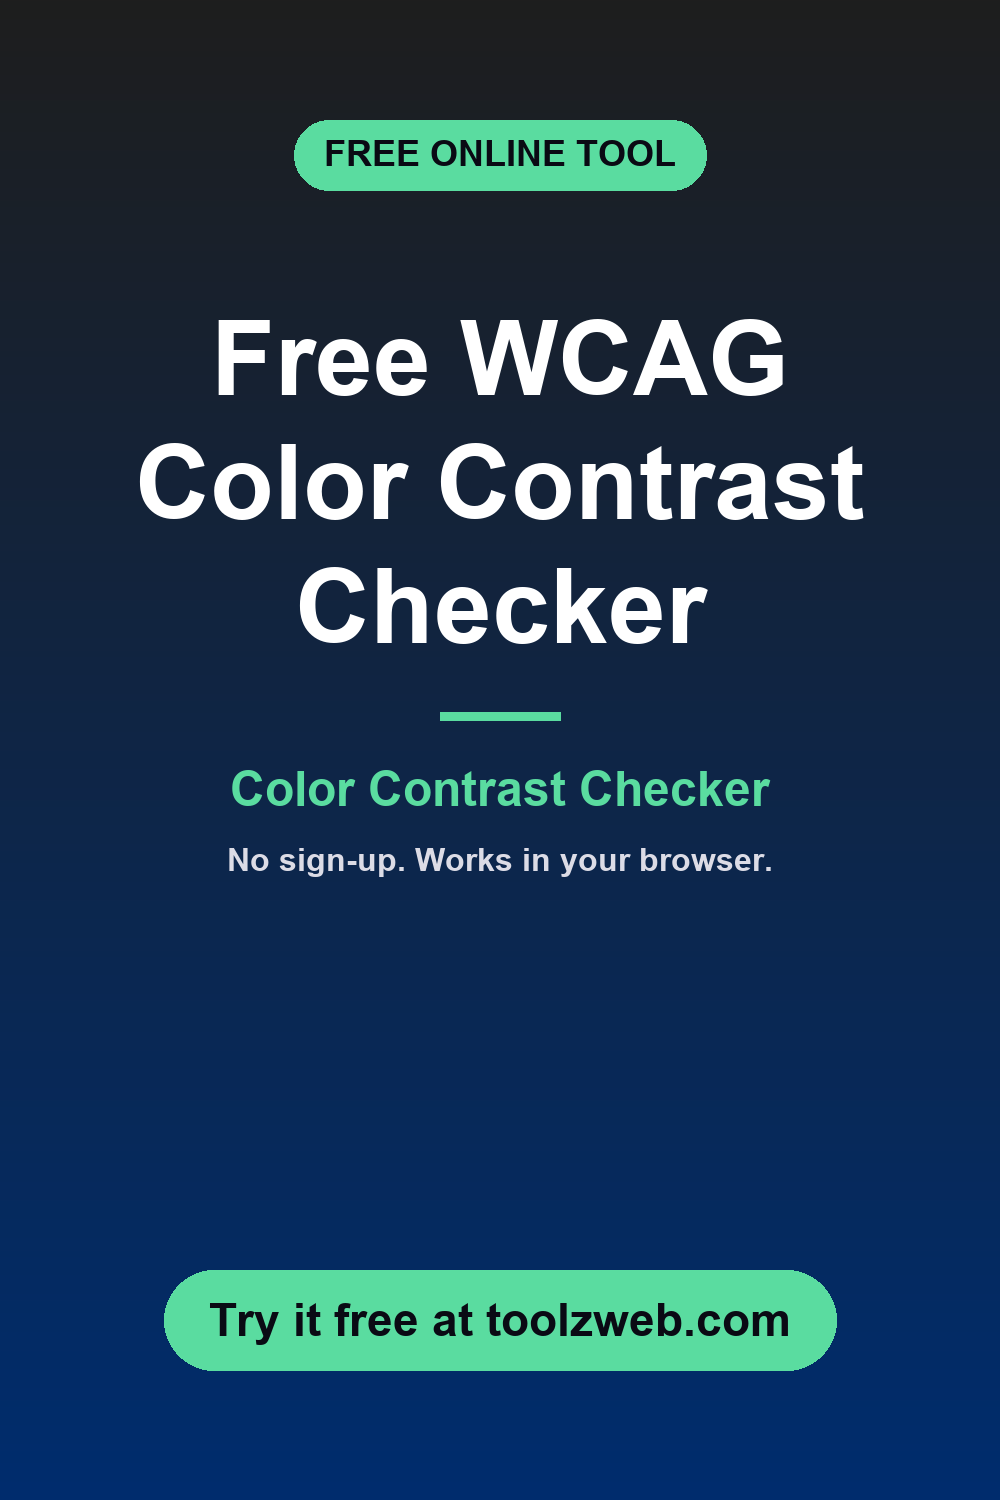 FREE ONLINE TOOL
Free WCAG
Color Contrast
Checker
Color Contrast Checker
No sign-up. Works in your browser.
Try it free at toolzweb.com